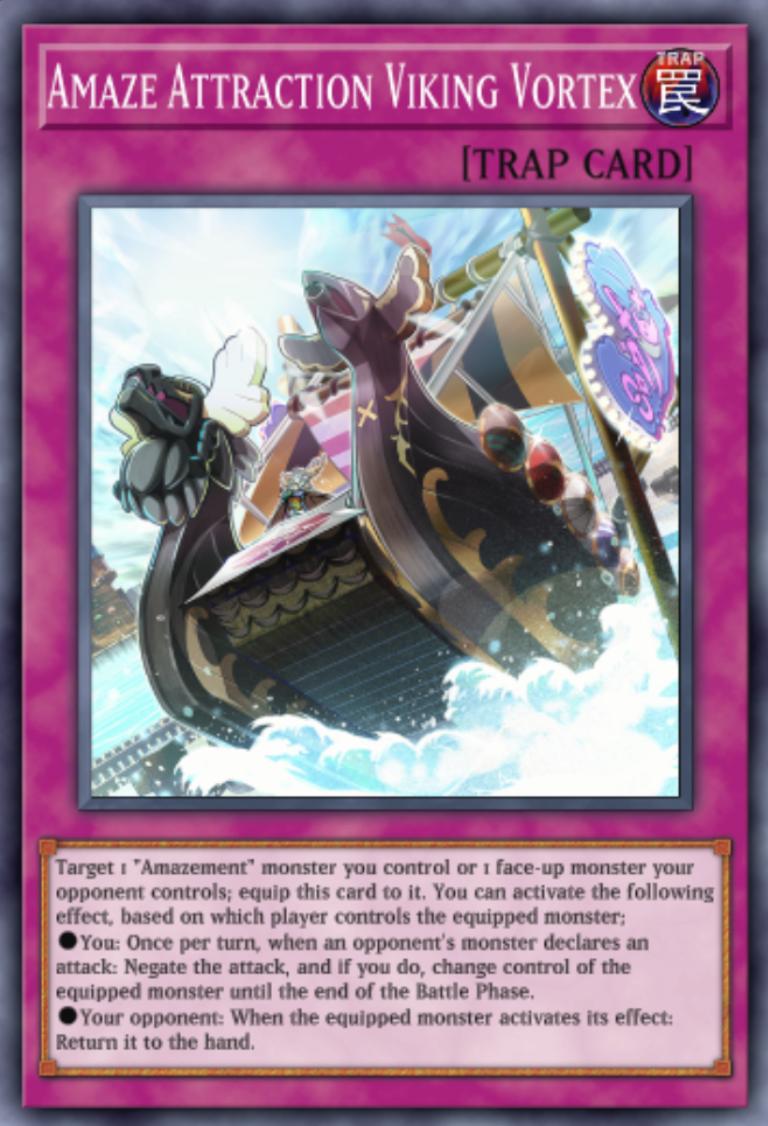 AMAZE ATTRACTION VIKING VORTEX
TRAP
罠
[TRAP CARD]
Target 1 "Amazement" monster you control or 1 face-up monster your
opponent controls; equip this card to it. You can activate the following
effect, based on which player controls the equipped monster;
●You: Once per turn, when an opponent's monster declares an
attack: Negate the attack, and if you do, change control of the
equipped monster until the end of the Battle Phase.
●Your opponent: When the equipped monster activates its effect:
Return it to the hand.